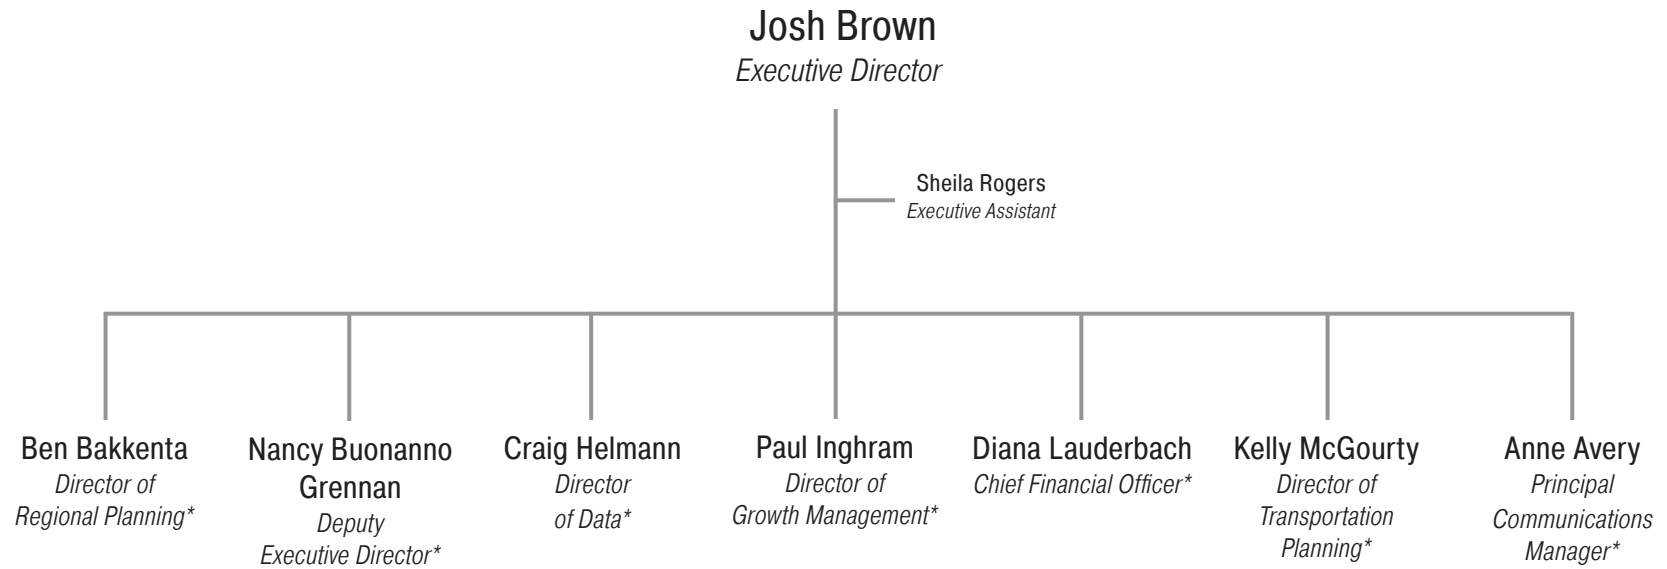 Josh Brown
Executive Director
Sheila Rogers
Executive Assistant
Ben Bakkenta
Director of
Regional Planning*
Nancy Buonanno
Grennan
Deputy
Executive Director*
Craig Helmann
Director
of Data*
Paul Inghram
Director of
Growth Management*
Diana Lauderbach
Chief Financial Officer*
Kelly McGourty
Director of
Transportation
Planning*
Anne Avery
Principal
Communications
Manager*